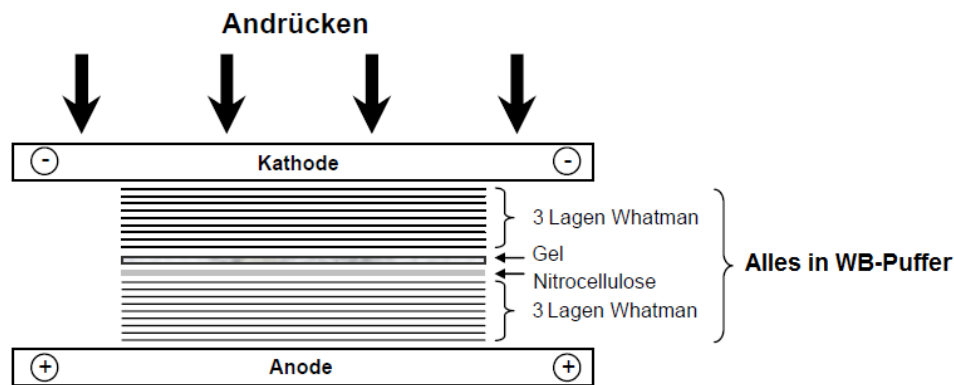 Andrücken
- Kathode -
3 Lagen Whatman
Gel
Nitrocellulose
Alles in WB-Puffer
3 Lagen Whatman
+ Anode +